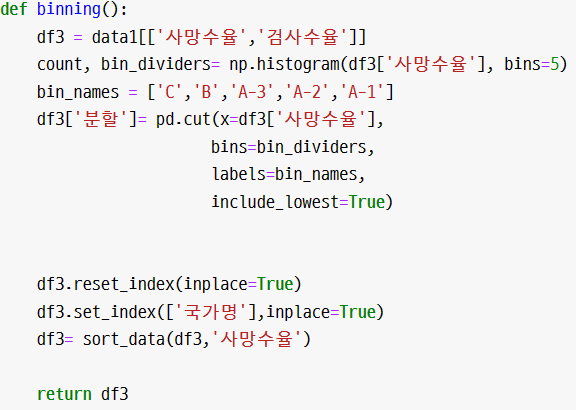 def binning():
    df3 = data1[['사망수율','검사수율']]
    count, bin_dividers= np.histogram(df3['사망수율'], bins=5)
    bin_names = ['C','B','A-3','A-2','A-1']
    df3['분할']= pd.cut(x=df3['사망수율'],
                    bins=bin_dividers,
                    labels=bin_names,
                    include_lowest=True)
    df3.reset_index(inplace=True)
    df3.set_index(['국가명'],inplace=True)
    df3= sort_data(df3,'사망수율')
    return df3